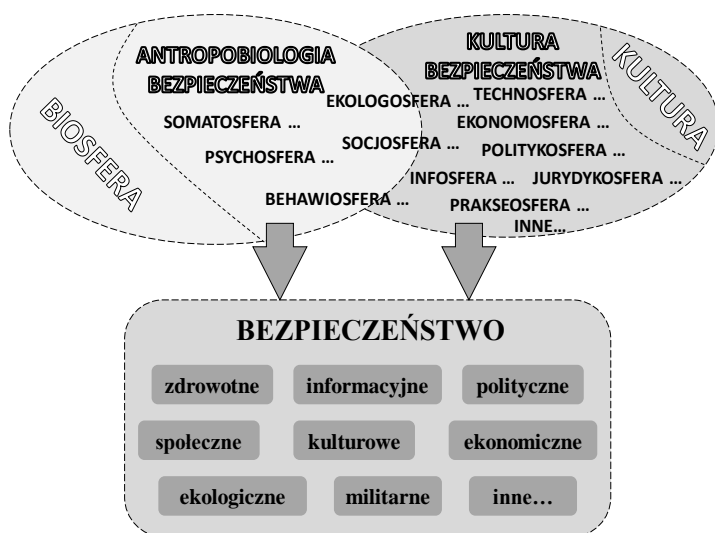 ANTROPOBIOLOGIA
BEZPIECZEŃSTWA
KULTURA
BEZPIECZEŃSTWA
KULTURA
BIOSFERA
EKOLOGOSFERA ...
TECHNOSFERA ...
SOMATOSFERA ...
EKONOMOSFERA ...
SOCJOSFERA ...
PSYCHOSFERA ...
POLITYKOSFERA ...
INFOSFERA ...
JURYDYKOSFERA ...
BEHAWIOSFERA ...
PRAKSEOSFERA ...
INNE...
BEZPIECZEŃSTWO
zdrowotne
informacyjne
polityczne
społeczne
kulturowe
ekonomiczne
ekologiczne
militarne
inne...